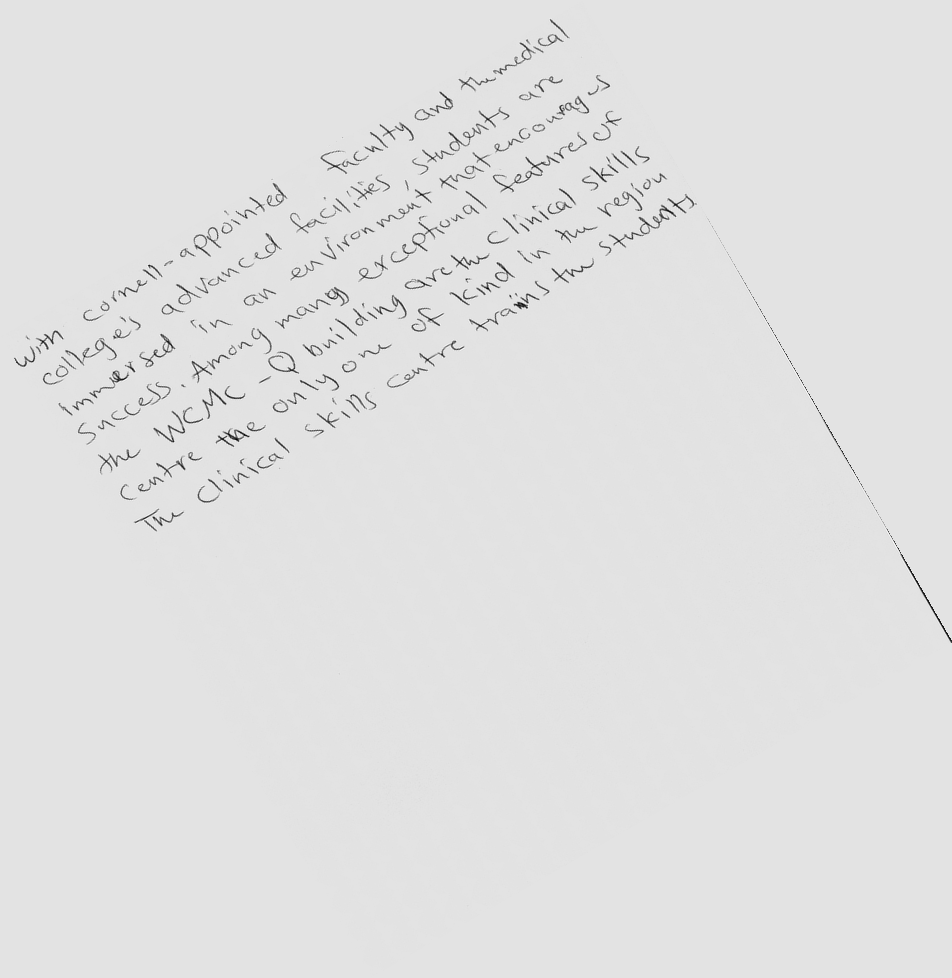 with cornell-appointed faculty and the medical
college's advanced facilities, students are
immersed in an environment that encourages
success. Among many exceptional features of
the WCMC-Q building are the clinical skills
centre the only one of kind in the region
The clinical skills centre trains the students